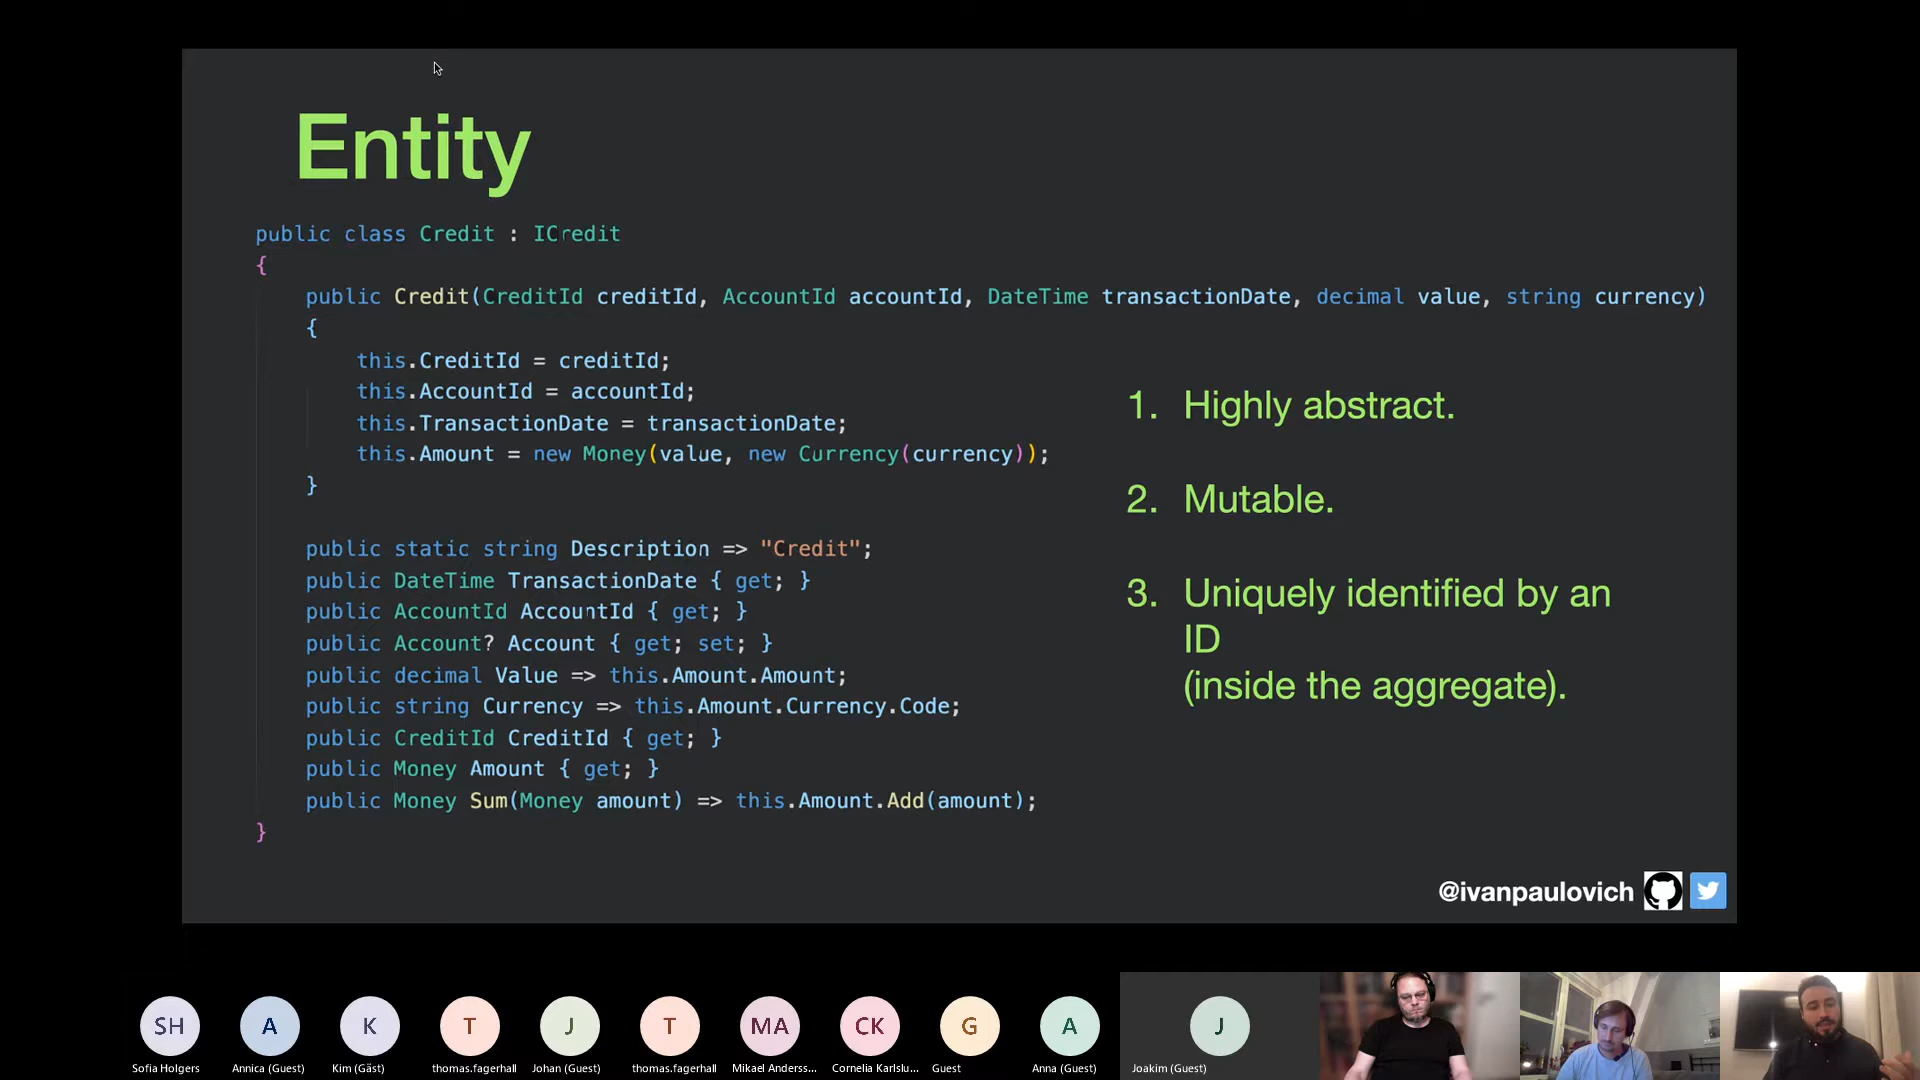 Entity
public class Credit : ICredit
{
public Credit(CreditId creditId, AccountId accountId, DateTime transactionDate, decimal value, string currency)
{
this.CreditId = creditId;
this.AccountId = accountId;
this.TransactionDate = transactionDate;
this.Amount = new Money(value, new Currency(currency));
}
public static string Description => "Credit";
public DateTime TransactionDate { get; }
public AccountId AccountId { get; }
public Account? Account { get; set; }
public decimal Value => this.Amount.Amount;
public string Currency => this.Amount.Currency.Code;
public CreditId CreditId { get; }
public Money Amount { get; }
public Money Sum(Money amount) => this.Amount.Add(amount);
}
1. Highly abstract.
2. Mutable.
3. Uniquely identified by an
ID
(inside the aggregate).
@ivanpaulovich
SH
A
K
T
J
T
MA
CK
G
A
J
Sofia Holgers
Annica (Guest)
Kim (Gäst)
thomas.fagerhall
Johan (Guest)
thomas.fagerhall
Mikael Anderss...
Cornelia Karlslu...
Guest
Anna (Guest)
Joakim (Guest)